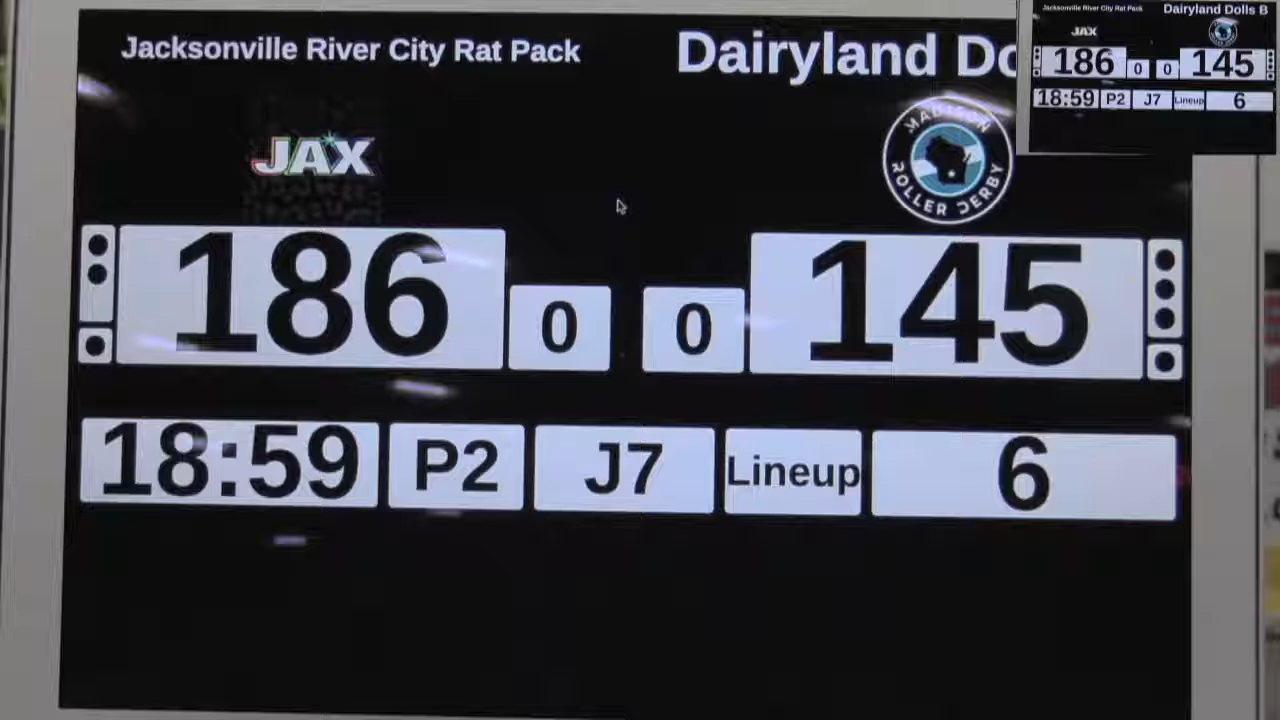 Jacksonville River City Rat Pack
Dairyland Do
JAX
MADISON
ROLLER DERBY
186
0
0
145
18:59
P2
J7
Lineup
6
Jacksonville River City Rat Pack
Dairyland Dolls B
JAX
186
0
0
145
18:59
P2
J7
Lineup
6